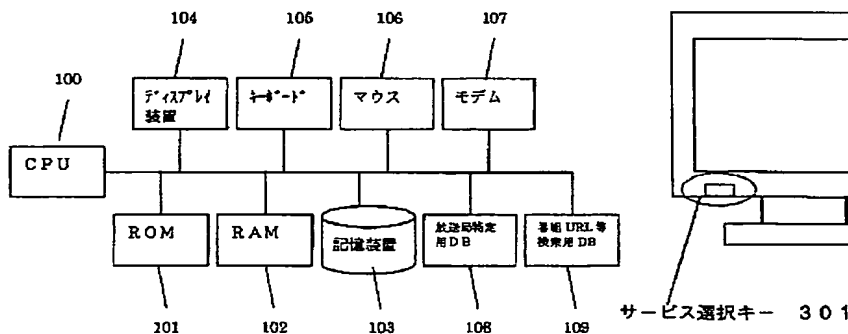 104
105
106
107
100
ディスプレイ
装置
キーボード
マウス
モデム
CPU
ROM
RAM
記憶装置
放送局特定
用DB
番組URL等
検索用DB
サービス選択キー 301
101
102
103
108
109